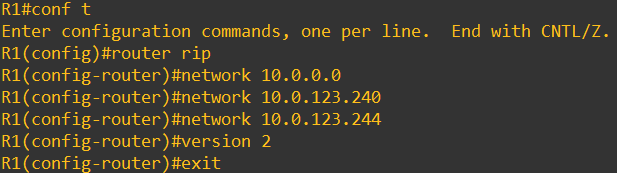 R1#conf t
Enter configuration commands, one per line.  End with CNTL/Z.
R1(config)#router rip
R1(config-router)#network 10.0.0.0
R1(config-router)#network 10.0.123.240
R1(config-router)#network 10.0.123.244
R1(config-router)#version 2
R1(config-router)#exit